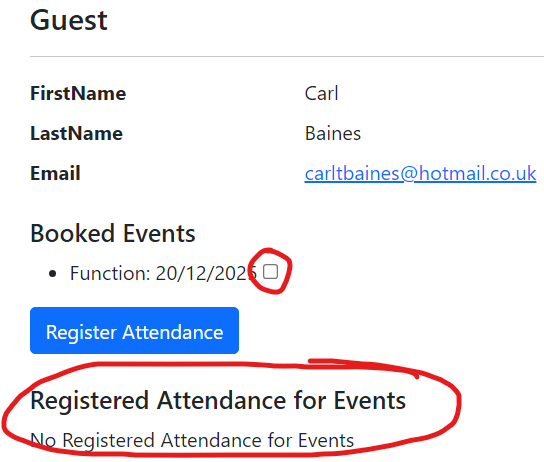 Guest
FirstName Carl
LastName Baines
Email carltbaines@hotmail.co.uk
Booked Events
• Function: 20/12/2025
Register Attendance
Registered Attendance for Events
No Registered Attendance for Events